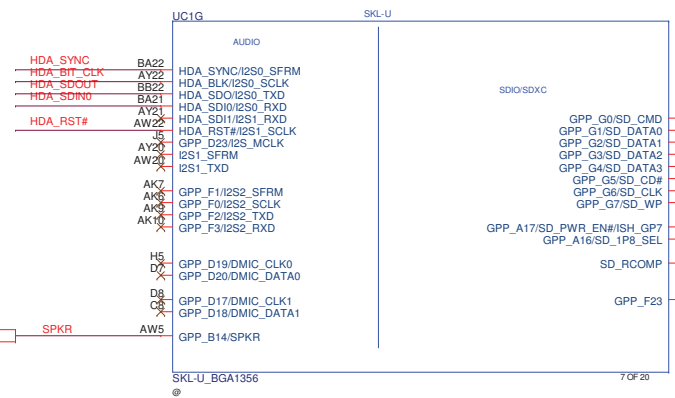 UC1G
SKL-U
AUDIO
SDIO/SDXC
HDA_SYNC BA22 HDA_SYNC/I2S0_SFRM
HDA_BIT_CLK AY22 HDA_BLK/I2S0_SCLK
HDA_SDOUT BB22 HDA_SDO/I2S0_TXD
HDA_SDIN0 BA21 HDA_SDI0/I2S0_RXD
AY21 HDA_SDI1/I2S1_RXD
HDA_RST# AW22 HDA_RST#/I2S1_SCLK
J5 GPP_D23/I2S_MCLK
AY20 I2S1_SFRM
AW20 I2S1_TXD
AK7 GPP_F1/I2S2_SFRM
AK6 GPP_F0/I2S2_SCLK
AK9 GPP_F2/I2S2_TXD
AK10 GPP_F3/I2S2_RXD
H5 GPP_D19/DMIC_CLK0
D7 GPP_D20/DMIC_DATA0
D8 GPP_D17/DMIC_CLK1
C8 GPP_D18/DMIC_DATA1
SPKR AW5 GPP_B14/SPKR
GPP_G0/SD_CMD
GPP_G1/SD_DATA0
GPP_G2/SD_DATA1
GPP_G3/SD_DATA2
GPP_G4/SD_DATA3
GPP_G5/SD_CD#
GPP_G6/SD_CLK
GPP_G7/SD_WP
GPP_A17/SD_PWR_EN#/ISH_GP7
GPP_A16/SD_1P8_SEL
SD_RCOMP
GPP_F23
SKL-U_BGA1356
7 OF 20
@